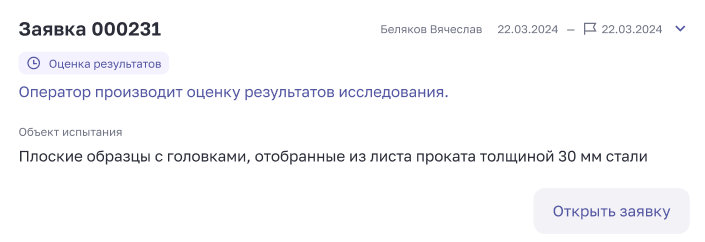 Заявка 000231
Беляков Вячеслав 22.03.2024 — 22.03.2024
Оценка результатов
Оператор производит оценку результатов исследования.
Объект испытания
Плоские образцы с головками, отобранные из листа проката толщиной 30 мм стали
Открыть заявку